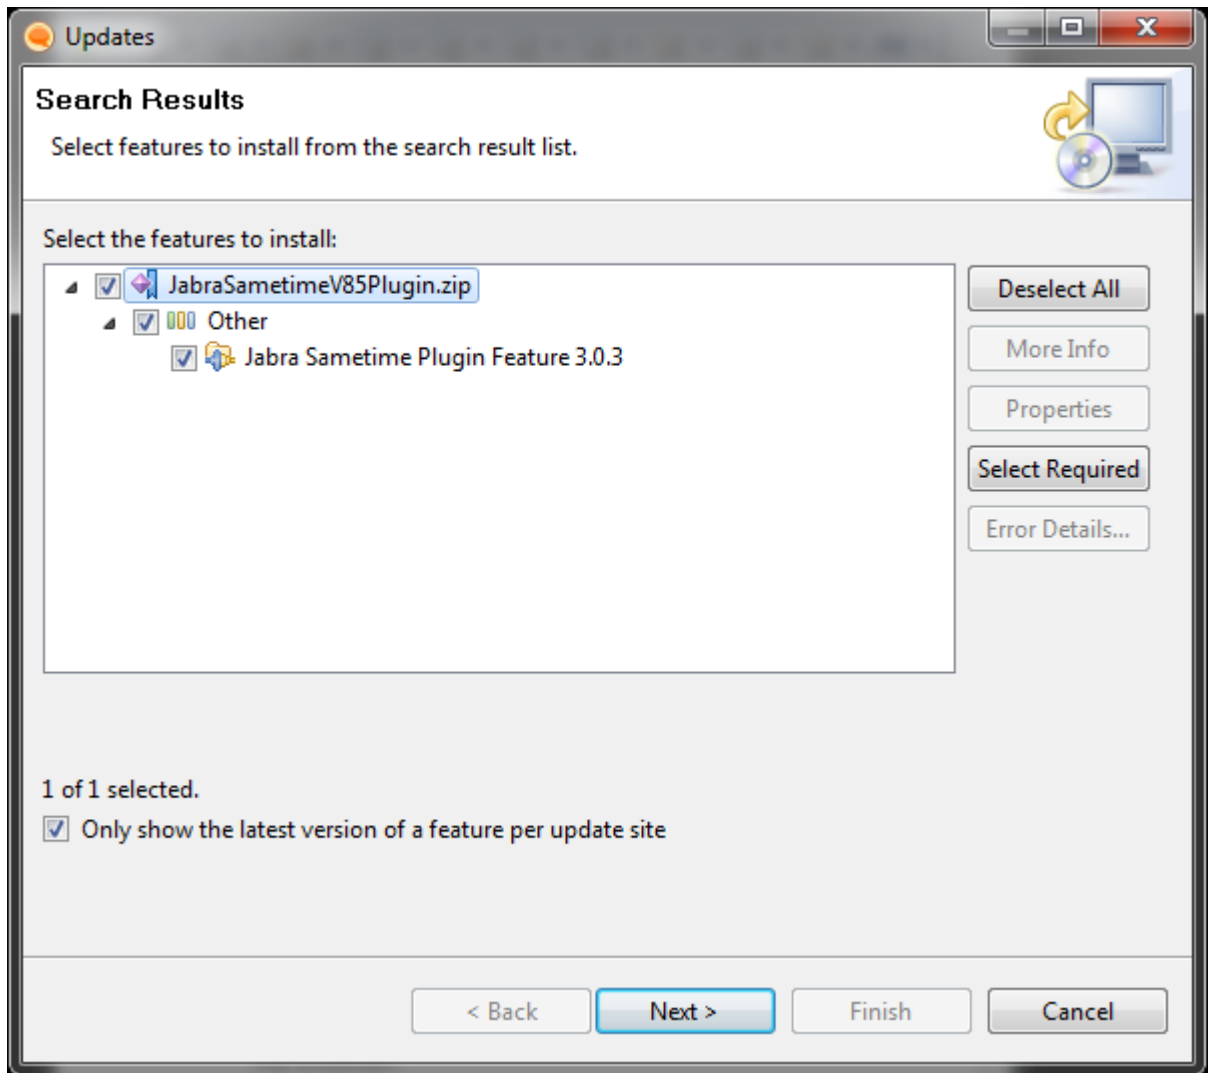 Updates
Search Results
Select features to install from the search result list.
Select the features to install:
JabraSametimeV85Plugin.zip
Other
Jabra Sametime Plugin Feature 3.0.3
Deselect All
More Info
Properties
Select Required
Error Details...
1 of 1 selected.
Only show the latest version of a feature per update site
< Back
Next >
Finish
Cancel